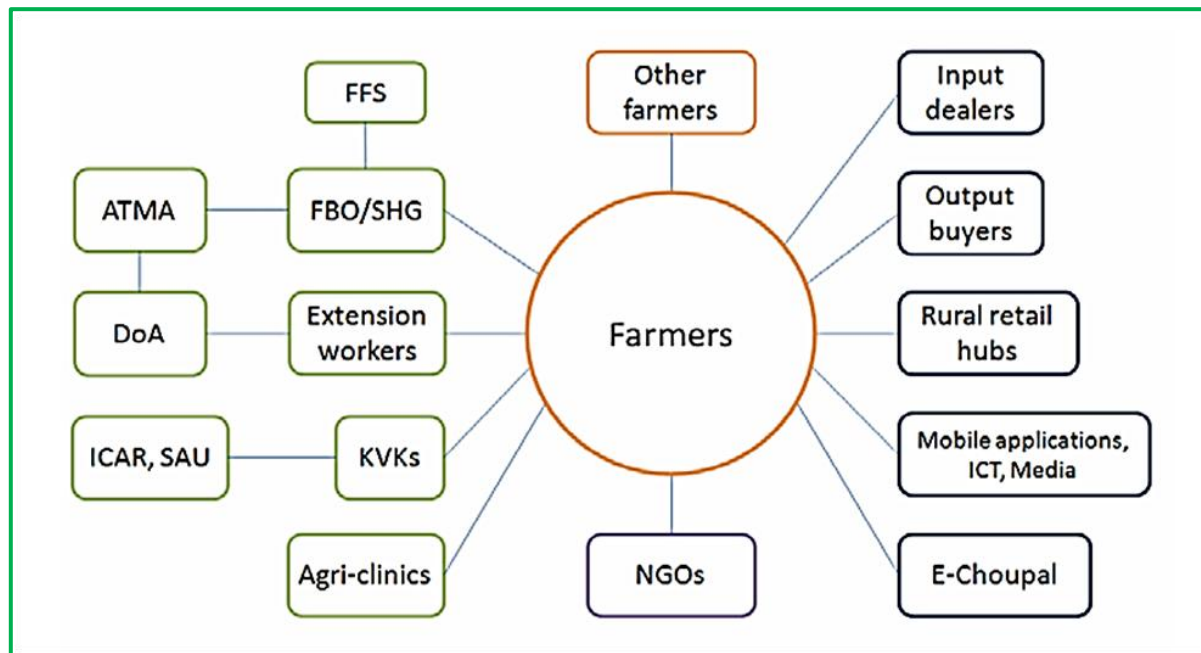 FFS
Other
farmers
Input
dealers
ATMA
FBO/SHG
Output
buyers
DoA
Extension
workers
Farmers
Rural retail
hubs
ICAR, SAU
KVKs
Mobile applications,
ICT, Media
Agri-clinics
NGOs
E-Choupal